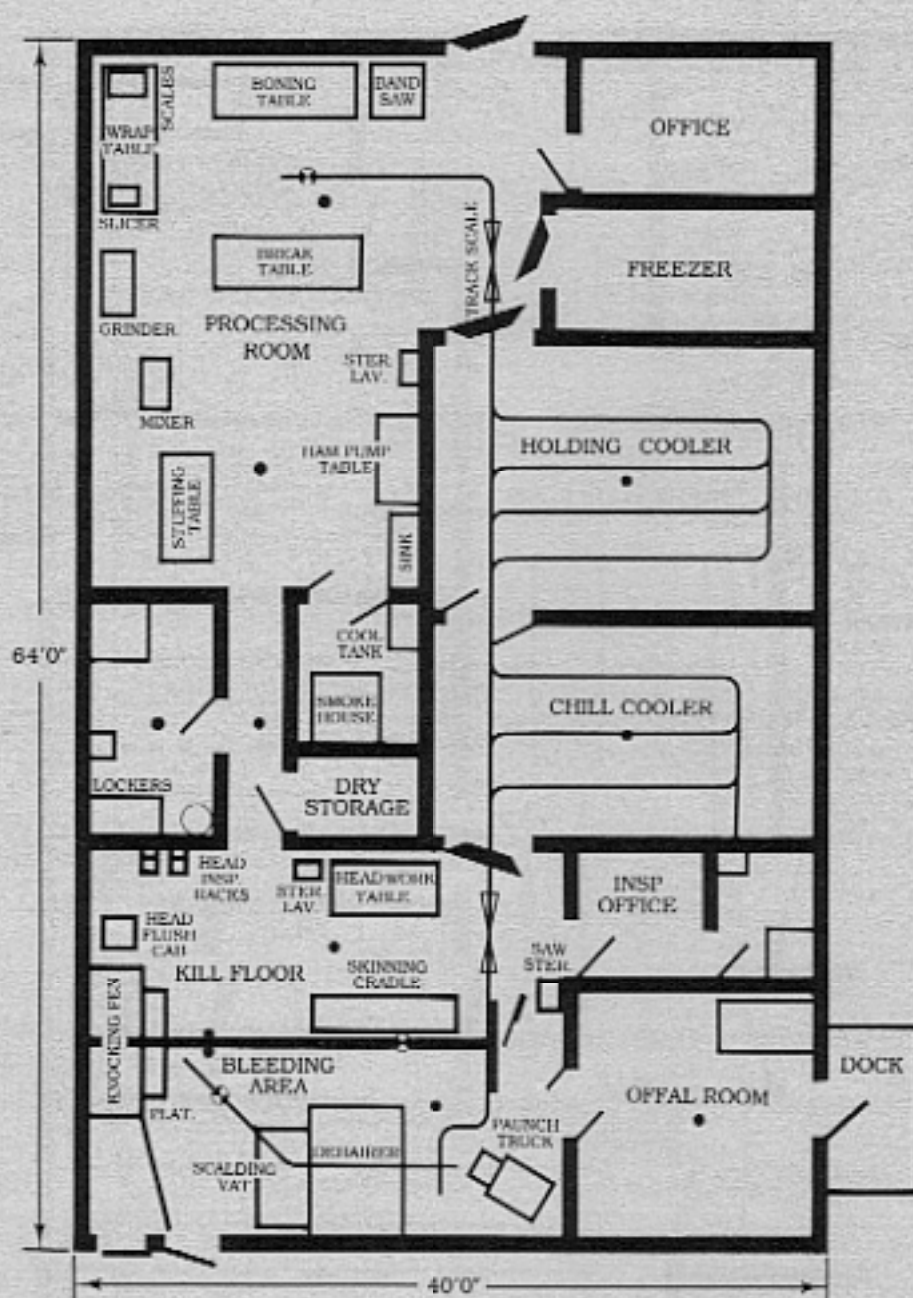 SCALES
BONING
TABLE
BAND
SAW
WRAP
TABLE
SLICER
OFFICE
TRACK SCALE
BREAK
TABLE
FREEZER
GRINDER
PROCESSING
ROOM
STER.
LAV.
MIXER
HAM PUMP
TABLE
HOLDING COOLER
STUFFING
TABLE
SINK
COOL
TANK
64'0"
SMOKE
HOUSE
CHILL COOLER
LOCKERS
DRY
STORAGE
HEAD
INSP.
RACKS
STER.
LAV.
HEADWORK
TABLE
INSP
OFFICE
HEAD
FLUSH
CAB
KILL FLOOR
SKINNING
CRADLE
SAW
STER.
KNOCKING PEN
BLEEDING
AREA
PLAT.
OFFAL ROOM
DOCK
PAUNCH
TRUCK
SCALDING
VAT
DEHAIRER
40'0"